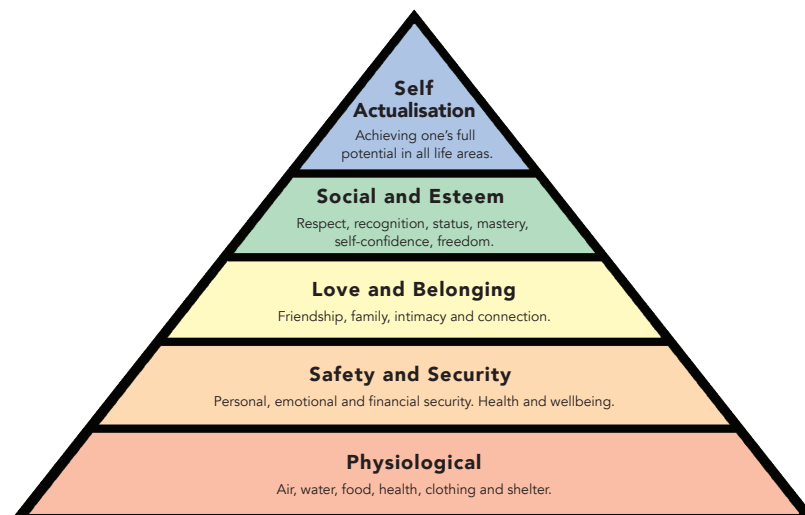 Self
Actualisation
Achieving one's full
potential in all life areas.
Social and Esteem
Respect, recognition, status, mastery,
self-confidence, freedom.
Love and Belonging
Friendship, family, intimacy and connection.
Safety and Security
Personal, emotional and financial security. Health and wellbeing.
Physiological
Air, water, food, health, clothing and shelter.